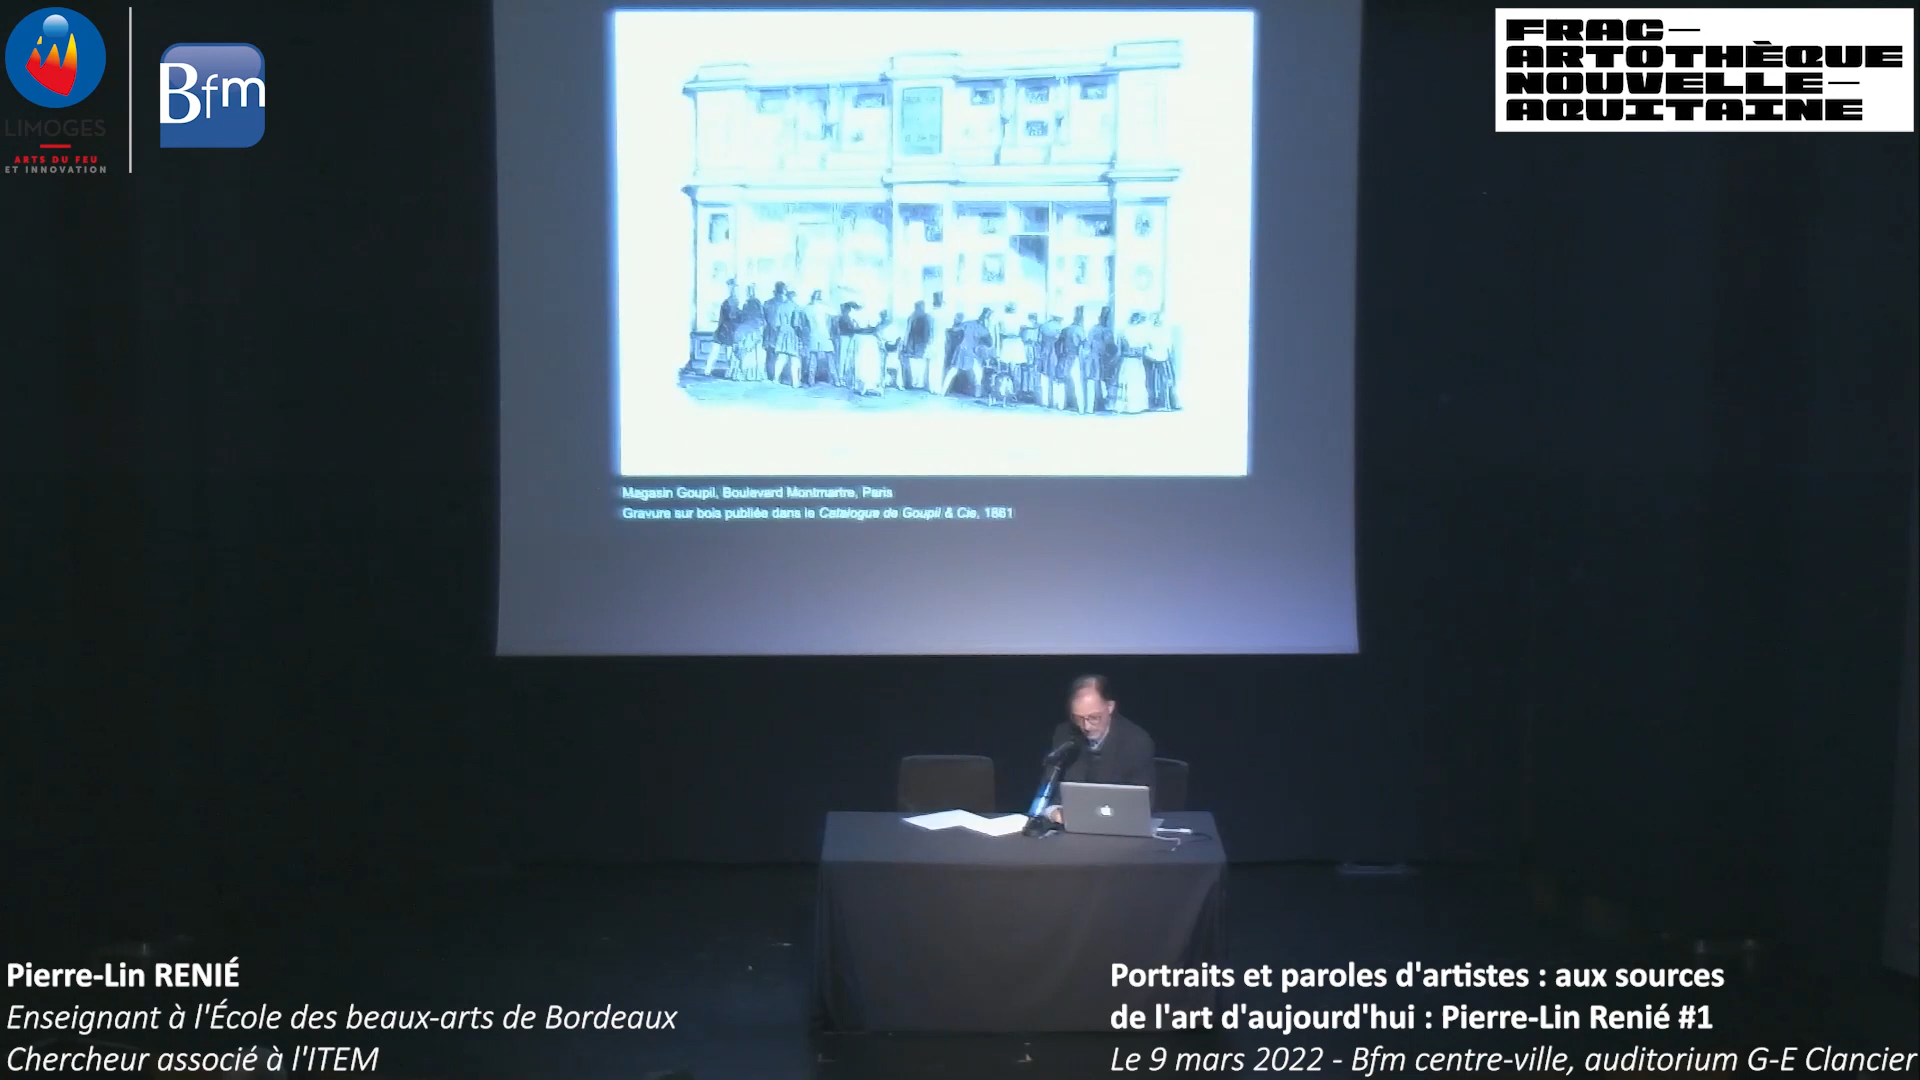 LIMOGES
ARTS DU FEU
ET INNOVATION
Bfm
FRAC-
ARTOTHÈQUE
NOUVELLE-
AQUITAINE
Magasin Goupil, Boulevard Montmartre, Paris
Gravure sur bois publiée dans le Catalogue de Goupil & Cie, 1861
Pierre-Lin RENIÉ
Enseignant à l'École des beaux-arts de Bordeaux
Chercheur associé à l'ITEM
Portraits et paroles d'artistes : aux sources
de l'art d'aujourd'hui : Pierre-Lin Renié #1
Le 9 mars 2022 - Bfm centre-ville, auditorium G-E Clancier